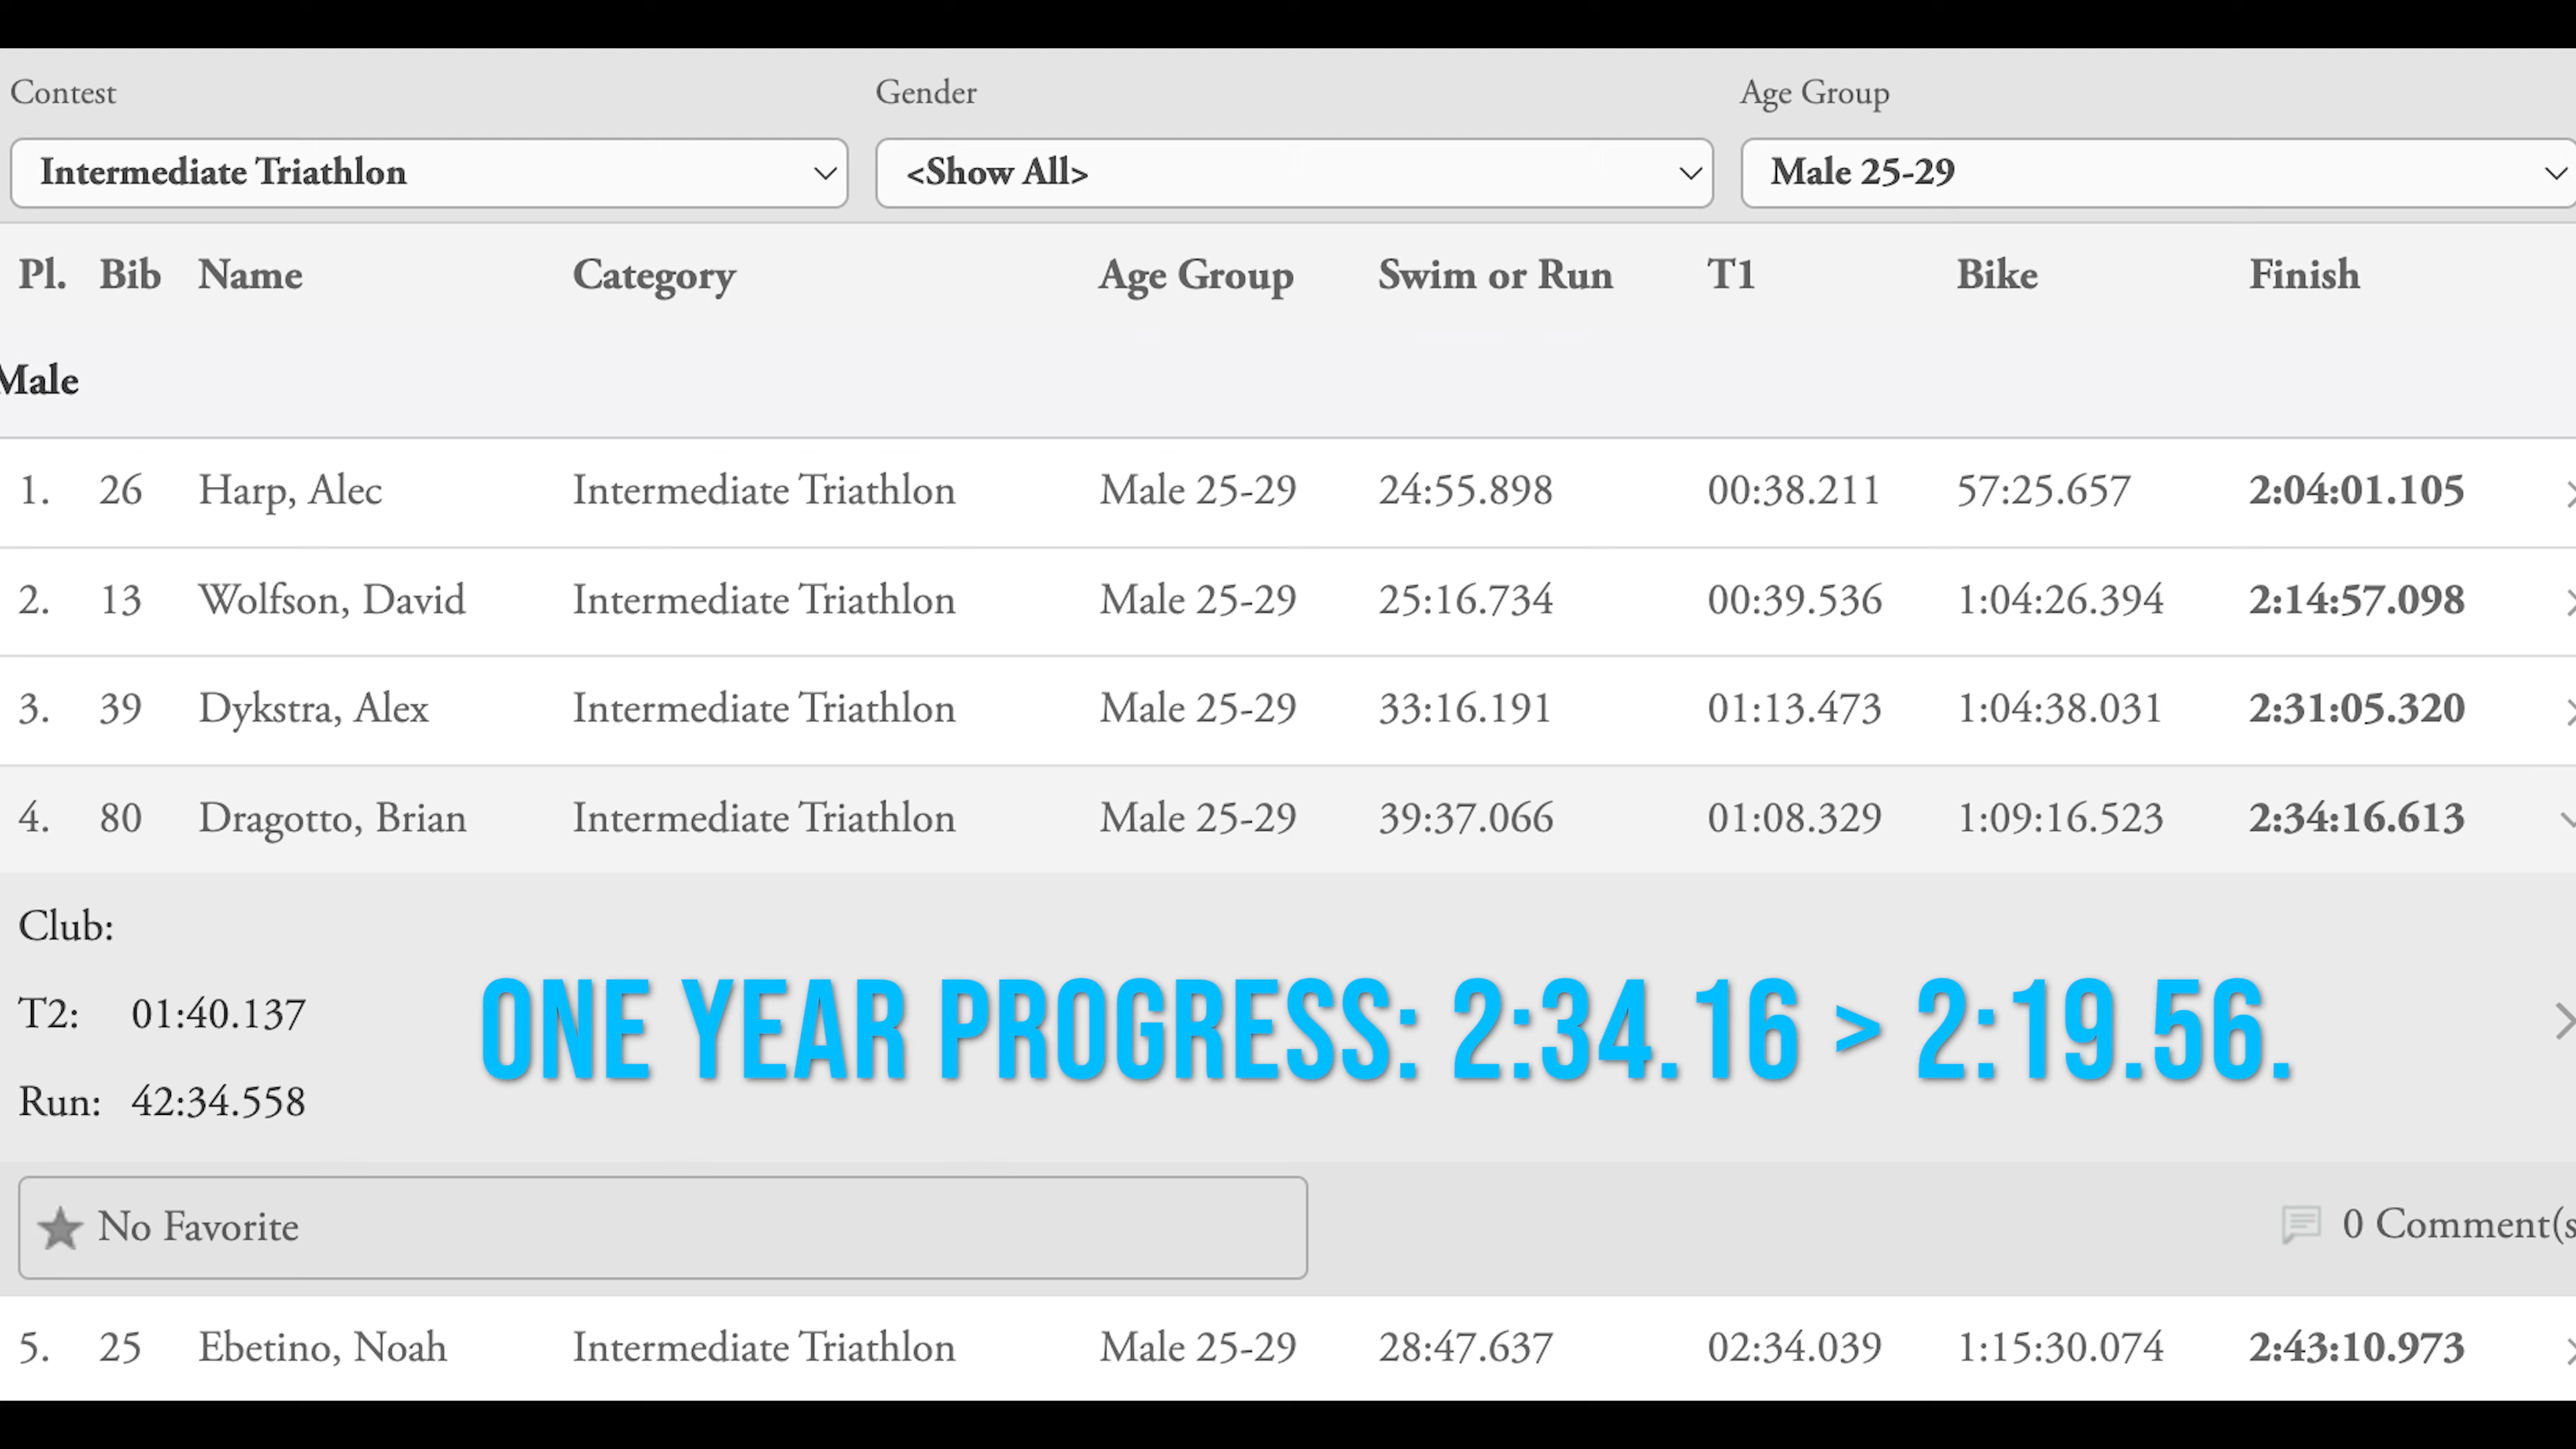 Contest Gender Age Group
Intermediate Triathlon <Show All> Male 25-29
Pl. Bib Name Category Age Group Swim or Run T1 Bike Finish
Male
1. 26 Harp, Alec Intermediate Triathlon Male 25-29 24:55.898 00:38.211 57:25.657 2:04:01.105
2. 13 Wolfson, David Intermediate Triathlon Male 25-29 25:16.734 00:39.536 1:04:26.394 2:14:57.098
3. 39 Dykstra, Alex Intermediate Triathlon Male 25-29 33:16.191 01:13.473 1:04:38.031 2:31:05.320
4. 80 Dragotto, Brian Intermediate Triathlon Male 25-29 39:37.066 01:08.329 1:09:16.523 2:34:16.613
Club:
T2: 01:40.137
ONE YEAR PROGRESS: 2:34.16 > 2:19.56.
Run: 42:34.558
No Favorite 0 Comment(s
5. 25 Ebetino, Noah Intermediate Triathlon Male 25-29 28:47.637 02:34.039 1:15:30.074 2:43:10.973